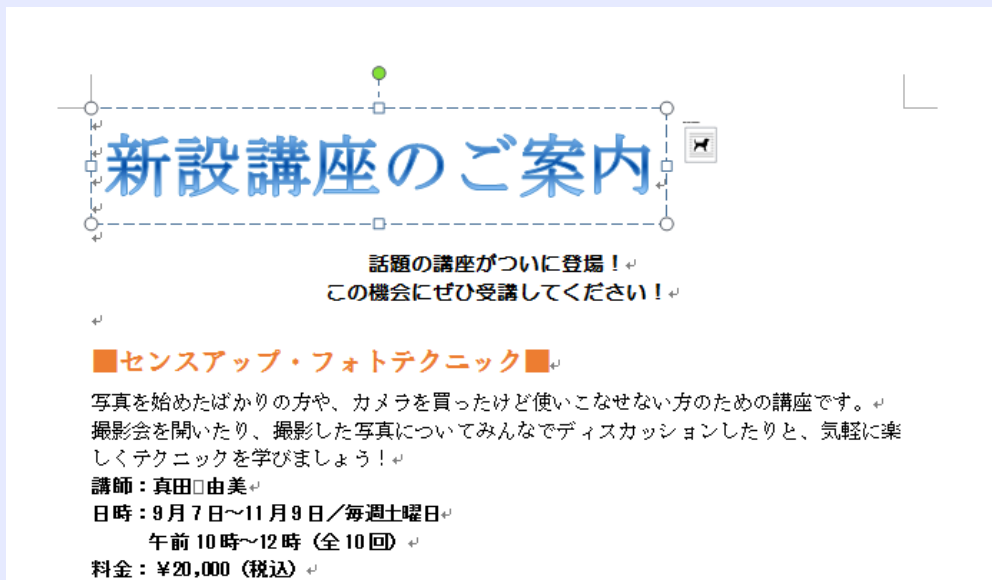 新設講座のご案内
話題の講座がついに登場！
この機会にぜひ受講してください！
■センスアップ・フォトテクニック■
写真を始めたばかりの方や、カメラを買ったけど使いこなせない方のための講座です。
撮影会を開いたり、撮影した写真についてみんなでディスカッションしたりと、気軽に楽
しくテクニックを学びましょう！
講師：真田□由美
日時：9月7日～11月9日／毎週土曜日
午前10時～12時（全10回）
料金：¥20,000（税込）